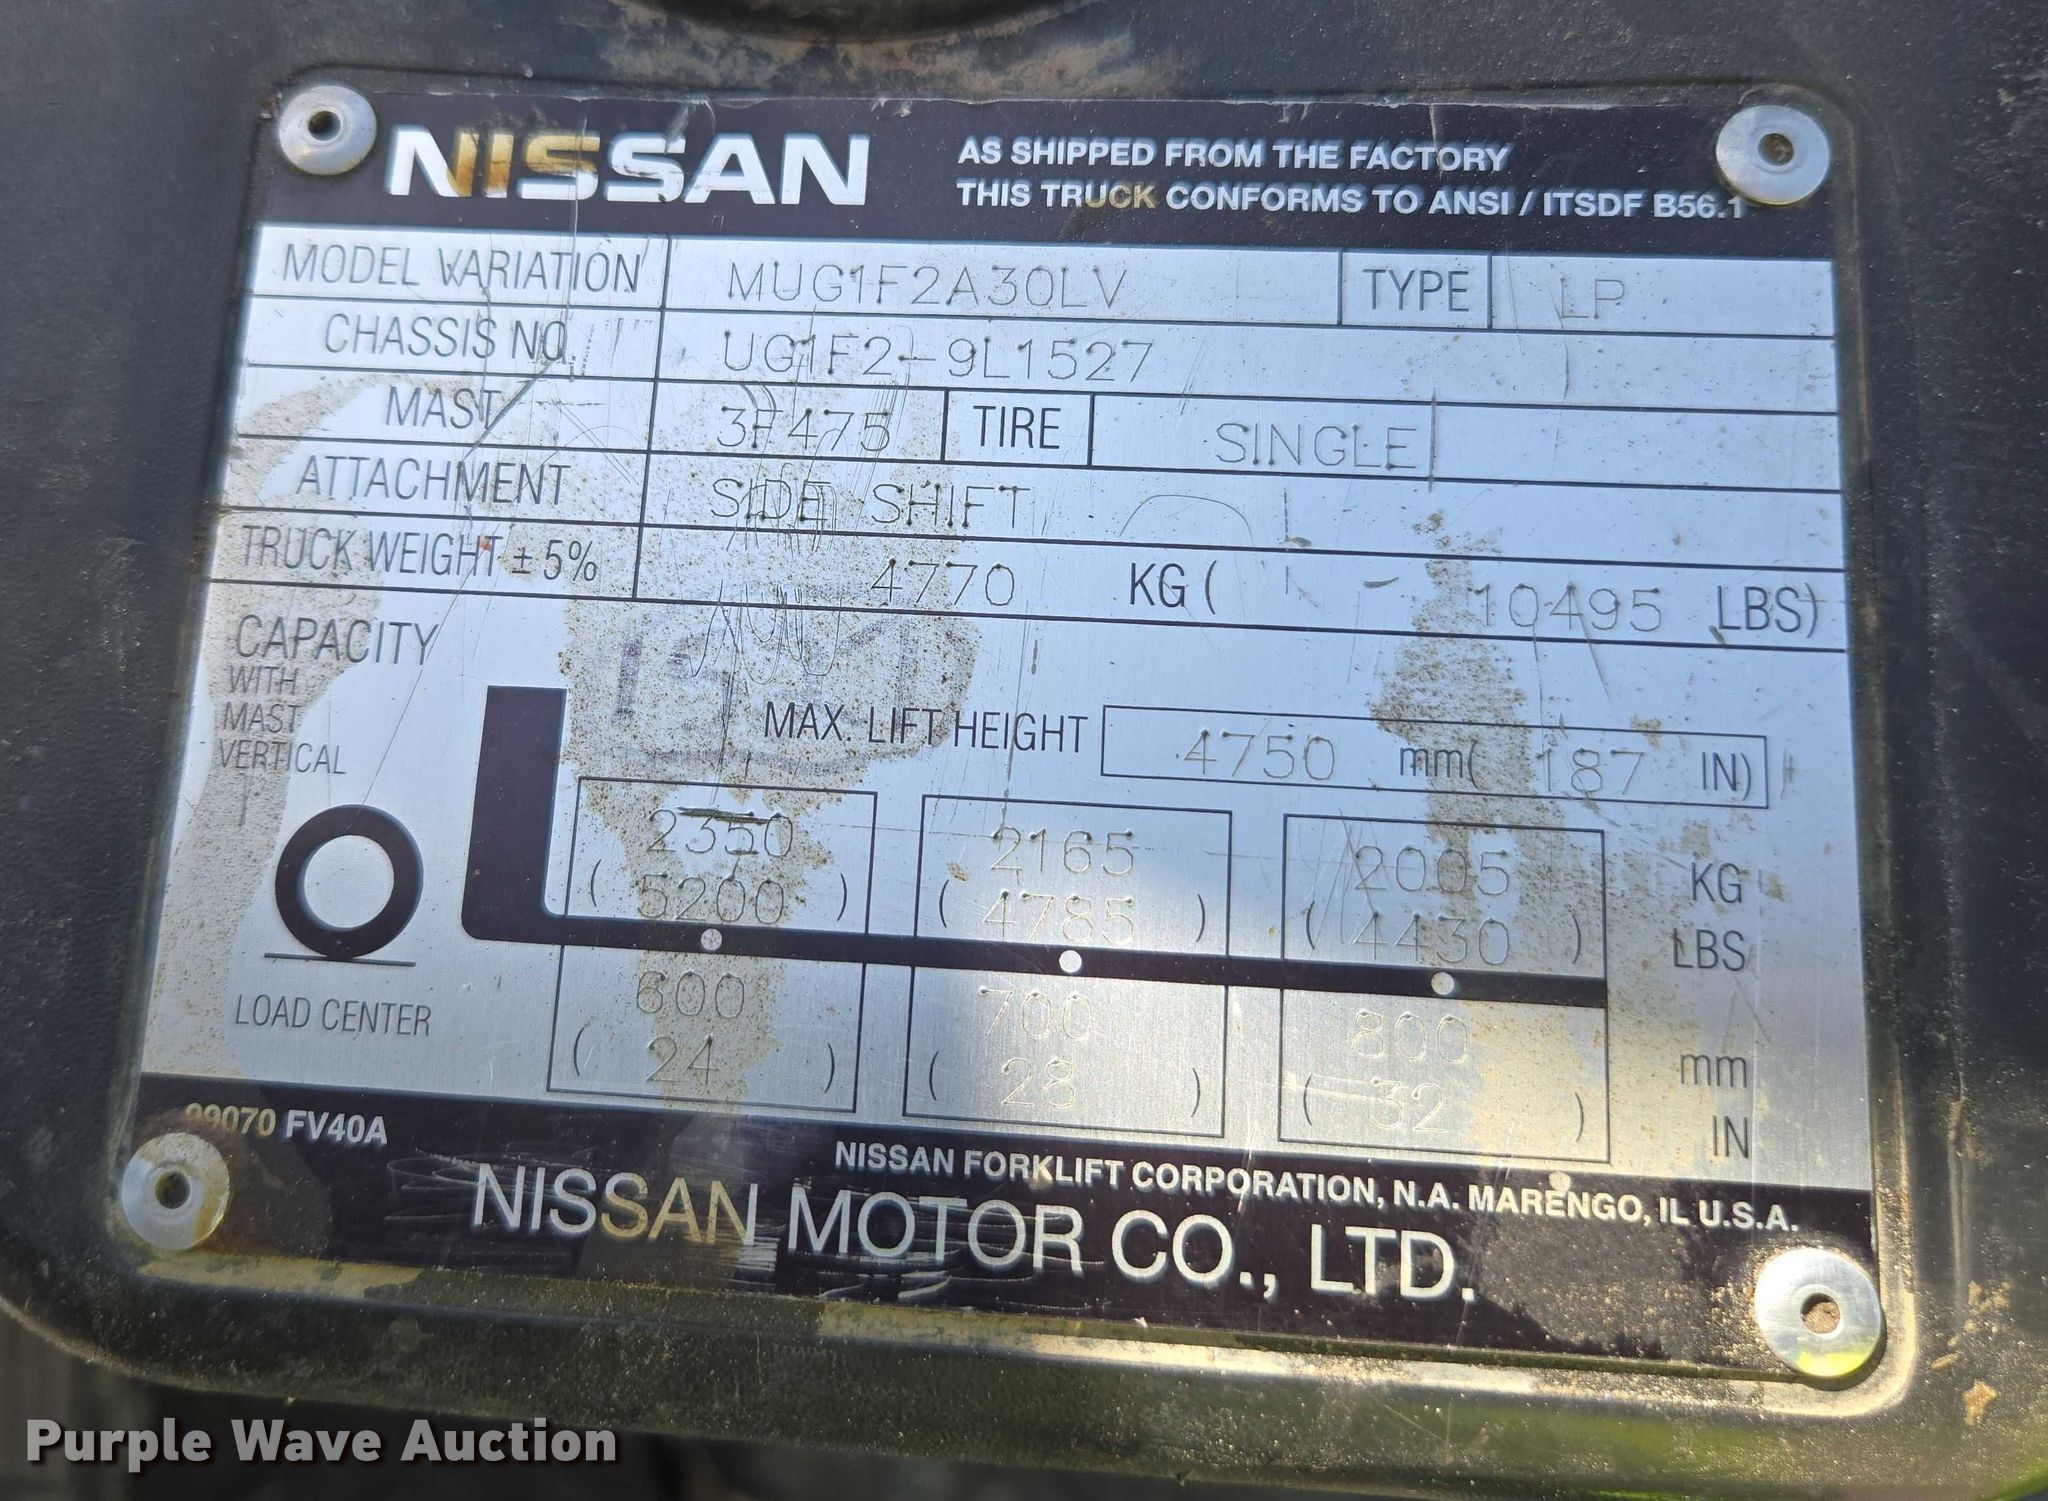 NISSAN
AS SHIPPED FROM THE FACTORY
THIS TRUCK CONFORMS TO ANSI / ITSDF B56.1
MODEL VARIATION MUG1F2A30LV TYPE LP
CHASSIS NO. UG1F2-9L1527
MAST 3F475 TIRE SINGLE
ATTACHMENT SIDE SHIFT
TRUCK WEIGHT ± 5% 4770 KG ( 10495 LBS)
CAPACITY
WITH
MAST
VERTICAL
MAX. LIFT HEIGHT 4750 mm( 187 IN)
2350 2165 2005 KG
( 5200 ) ( 4785 ) ( 4430 ) LBS
LOAD CENTER 600 700 800 mm
( 24 ) ( 28 ) ( 32 ) IN
99070 FV40A
NISSAN FORKLIFT CORPORATION, N.A. MARENGO, IL U.S.A.
NISSAN MOTOR CO., LTD.
Purple Wave Auction